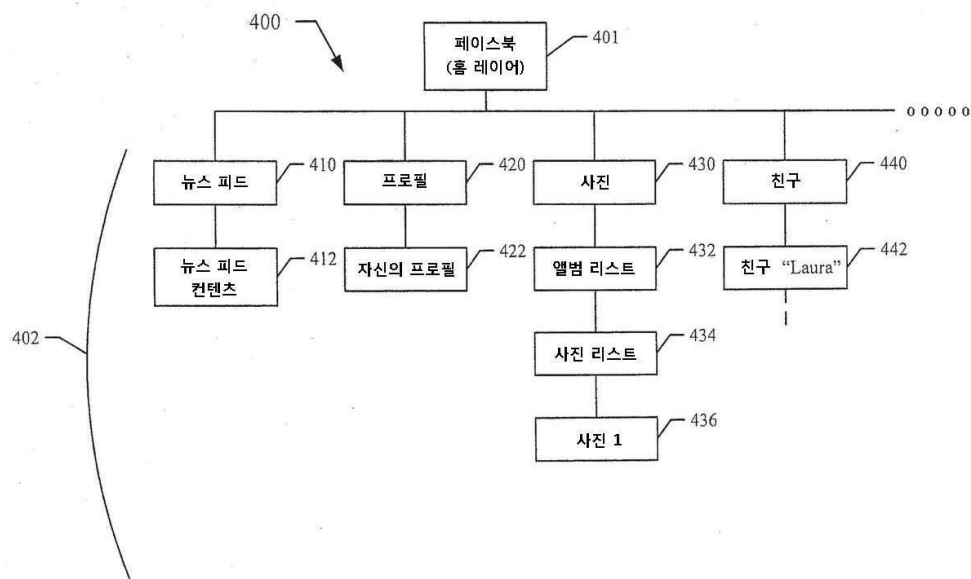 400
페이스북
(홈 레이어)
401
ooooo
뉴스 피드
410
프로필
420
사진
430
친구
440
뉴스 피드
컨텐츠
412
자신의 프로필
422
앨범 리스트
432
친구 “Laura”
442
402
사진 리스트
434
사진 1
436